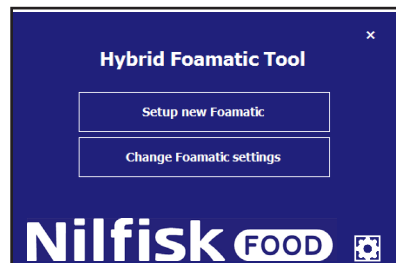 ×
Hybrid Foamatic Tool
Setup new Foamatic
Change Foamatic settings
Nilfisk FOOD